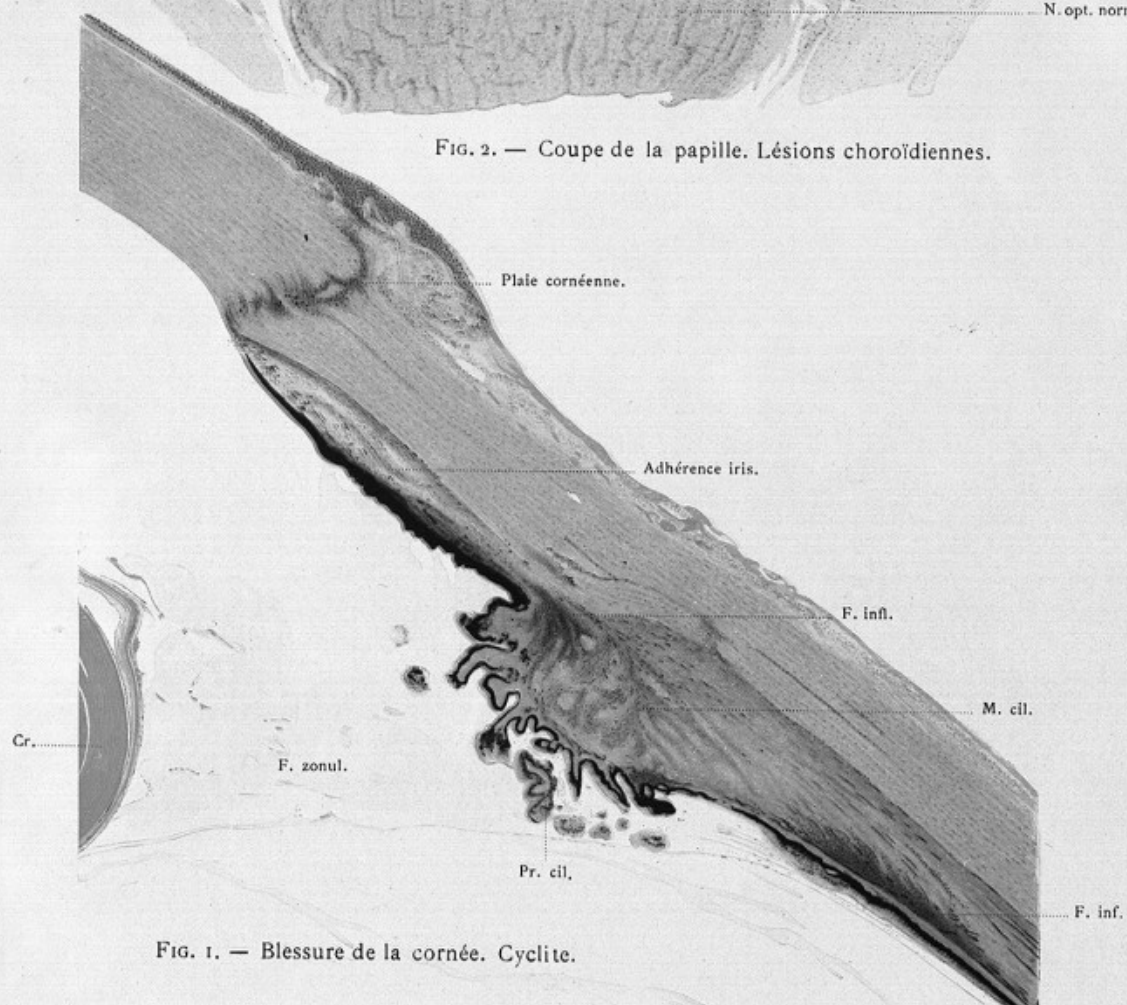 N. opt. norm
FIG. 2. — Coupe de la papille. Lésions choroïdiennes.
Plaie cornéenne.
Adhérence iris.
F. infl.
M. cil.
Cr.
F. zonul.
Pr. cil.
F. inf.
FIG. 1. — Blessure de la cornée. Cyclite.